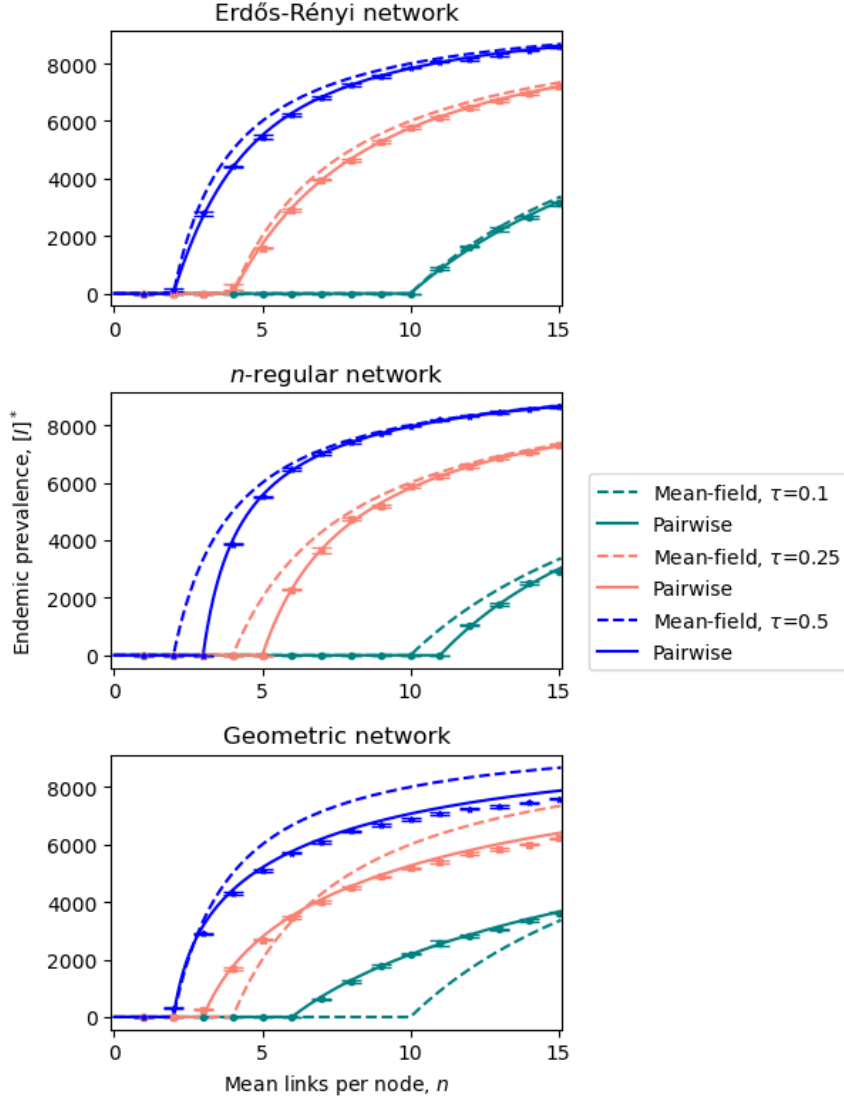 Erdős-Rényi network
8000
6000
4000
2000
0
0 5 10 15
n-regular network
8000
6000
4000
2000
0
0 5 10 15
Endemic prevalence, [I]*
Mean-field, τ=0.1
Pairwise
Mean-field, τ=0.25
Pairwise
Mean-field, τ=0.5
Pairwise
Geometric network
8000
6000
4000
2000
0
0 5 10 15
Mean links per node, n